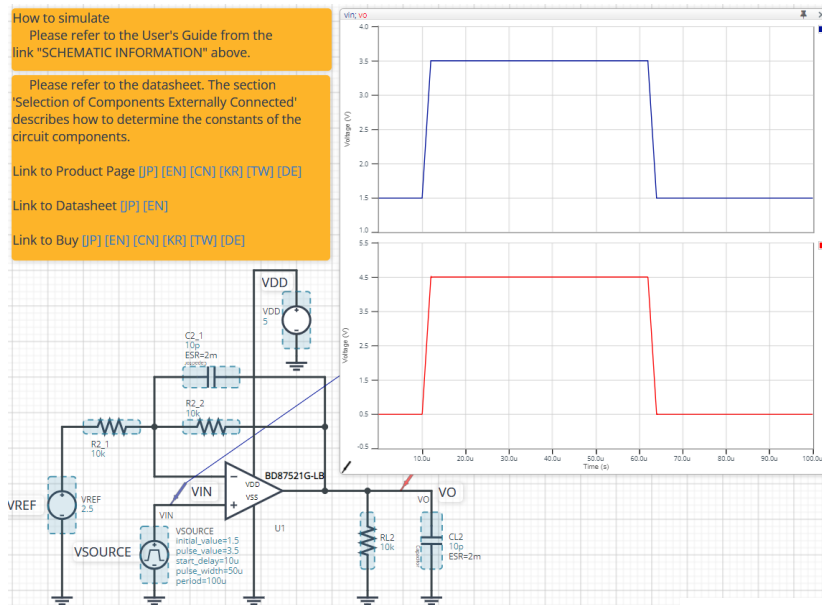 How to simulate
Please refer to the User's Guide from the
link "SCHEMATIC INFORMATION" above.
Please refer to the datasheet. The section
'Selection of Components Externally Connected'
describes how to determine the constants of the
circuit components.
Link to Product Page [JP] [EN] [CN] [KR] [TW] [DE]
Link to Datasheet [JP] [EN]
Link to Buy [JP] [EN] [CN] [KR] [TW] [DE]
vin; vo
4.0
3.5
3.0
2.5
2.0
1.5
1.0
Voltage (V)
5.5
4.5
3.5
2.5
1.5
0.5
-0.5
Voltage (V)
10.0u 20.0u 30.0u 40.0u 50.0u 60.0u 70.0u 80.0u 90.0u 100.0u
Time (s)
VDD
VDD
5
C2_1
10p
ESR=2m
Capacitor
R2_2
10k
R2_1
10k
BD87521G-LB
VDD
VSS
U1
VIN
VIN
VREF
VREF
2.5
VSOURCE
VSOURCE
initial_value=1.5
pulse_value=3.5
start_delay=10u
pulse_width=50u
period=100u
VO
VO
RL2
10k
CL2
10p
ESR=2m
Capacitor